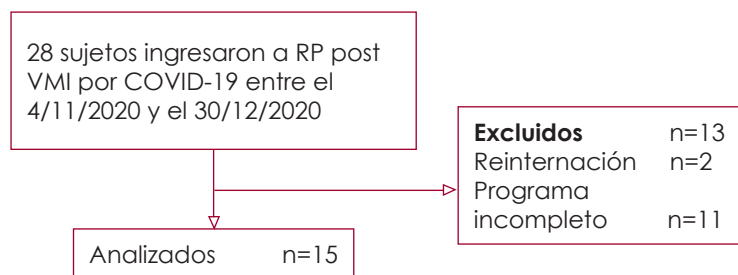 28 sujetos ingresaron a RP post
VMI por COVID-19 entre el
4/11/2020 y el 30/12/2020
Excluidos n=13
Reinternación n=2
Programa
incompleto n=11
Analizados n=15